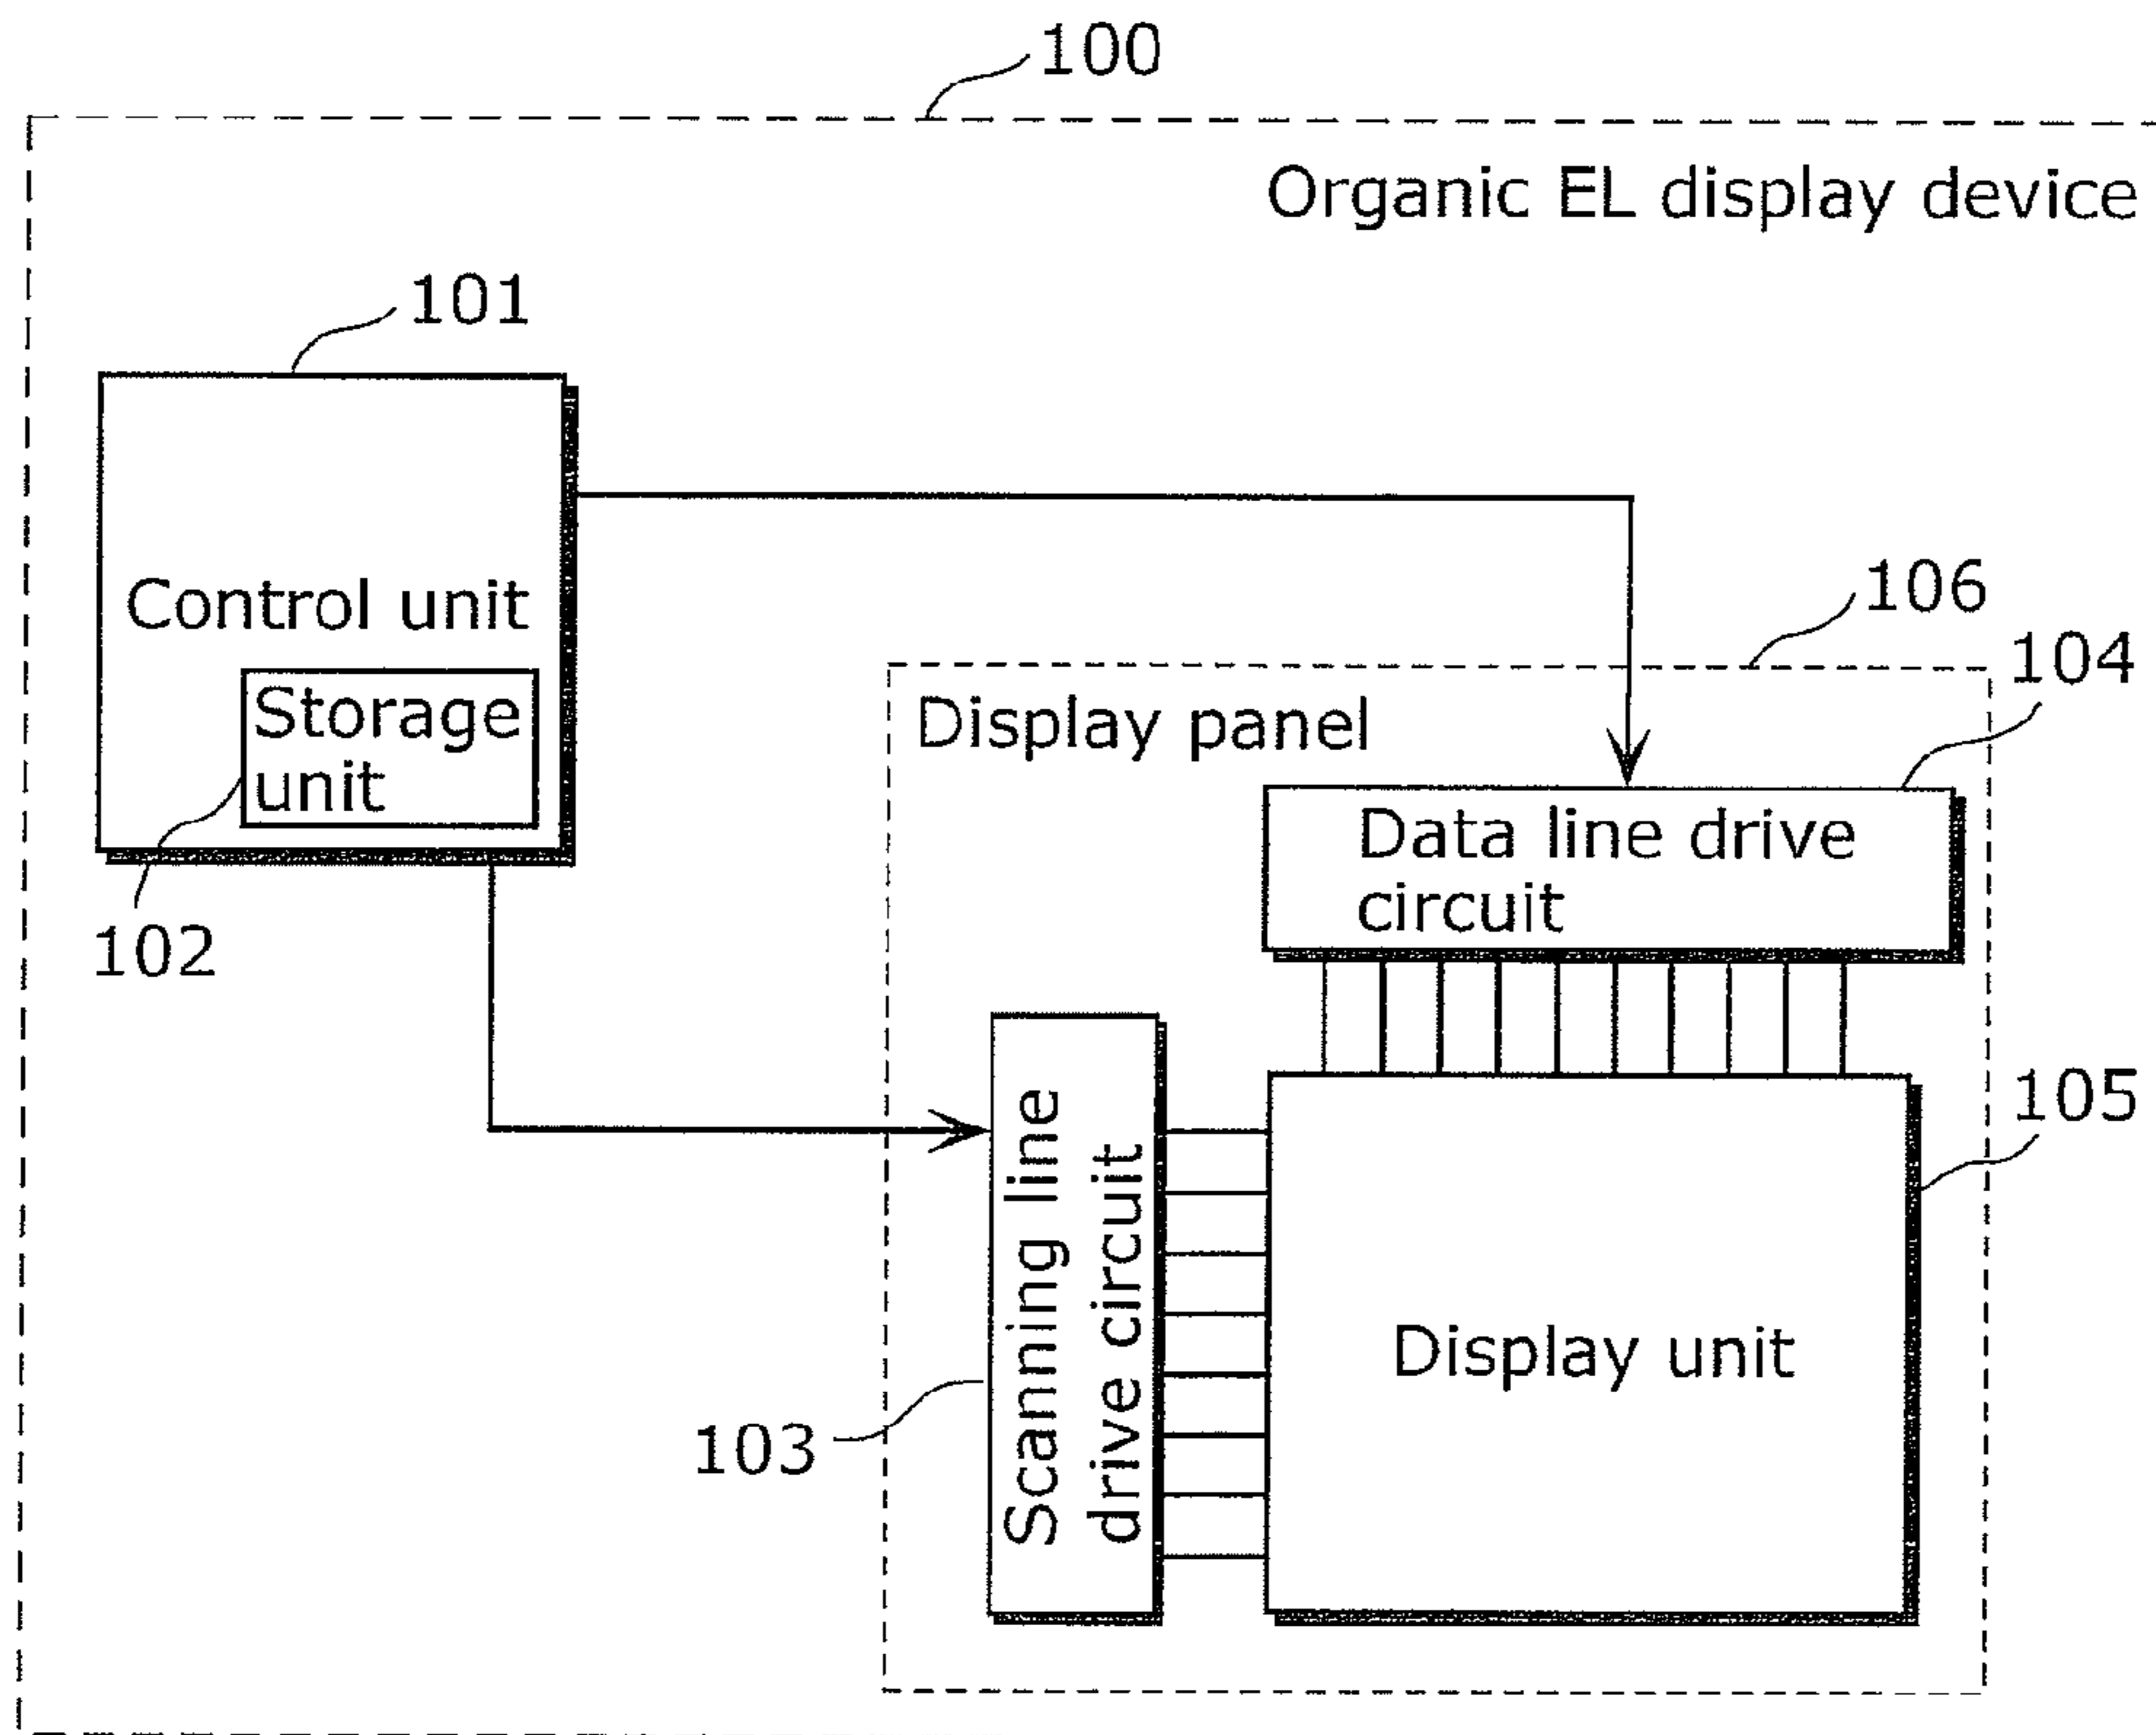 100
Organic EL display device
101
Control unit
Storage
unit
102
106
104
Display panel
Data line drive
circuit
105
Scanning line
drive circuit
103
Display unit